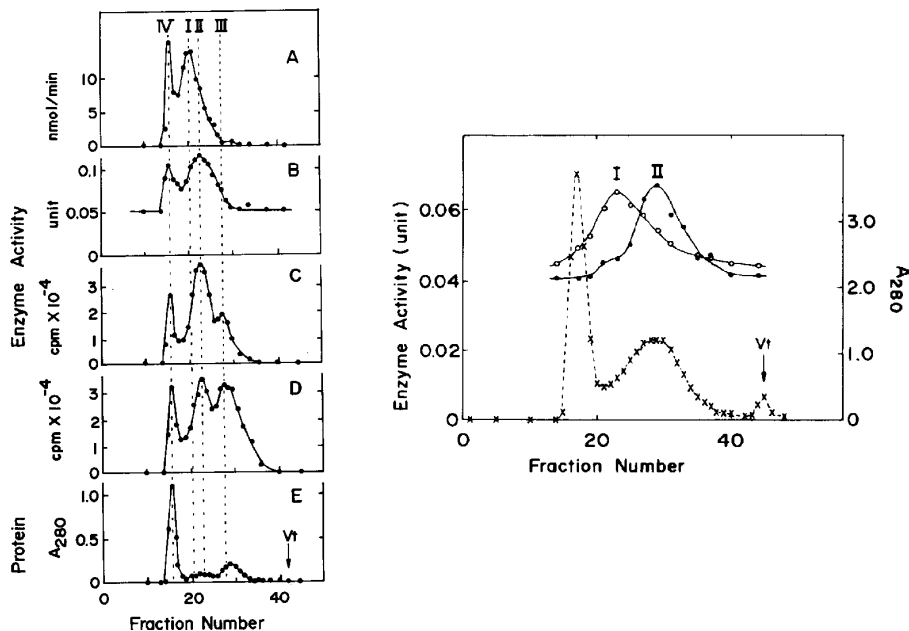 IV I II III
A
10
5
0
nmol/min
B
0.1
0.05
0
unit
C
4
2
0
cpm X 10-4
D
3
2
1
0
cpm X 10-4
E
1.0
0.5
0
A280
Vt
Enzyme Activity
Protein
0 20 40
Fraction Number
I II
0.06
0.04
0.02
0
Enzyme Activity (unit)
3.0
2.0
1.0
0
A280
Vt
0 20 40
Fraction Number